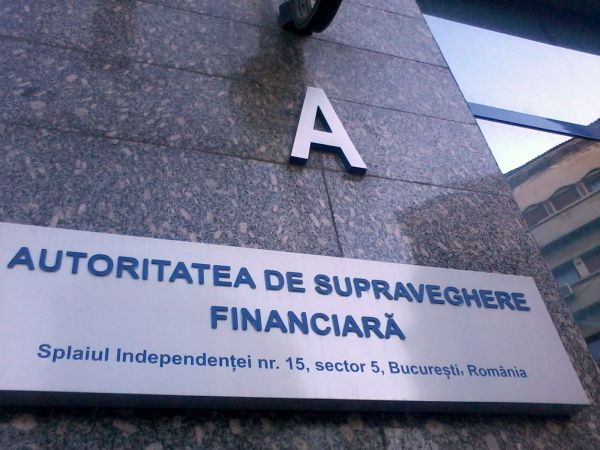 A
AUTORITATEA DE SUPRAVEGHERE
FINANCIARĂ
Splaiul Independenței nr. 15, sector 5, București, România